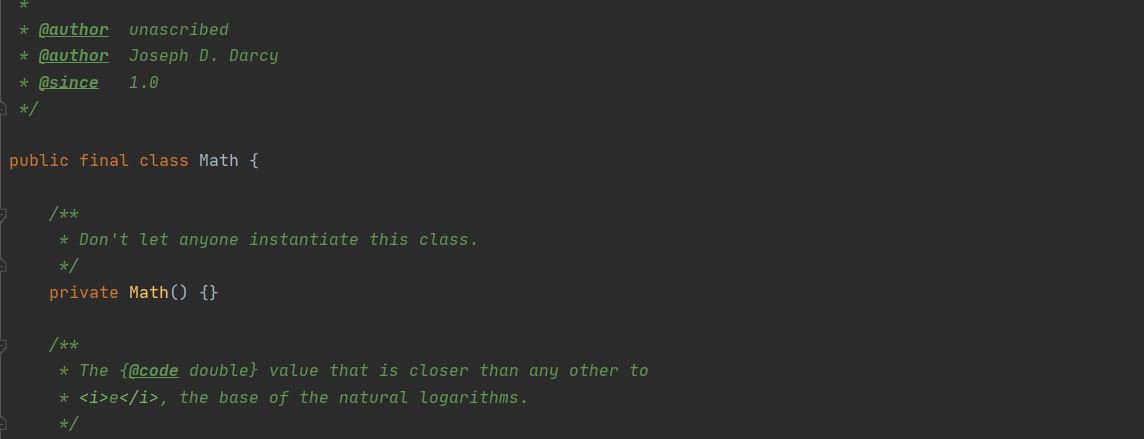 *
* @author  unascribed
* @author  Joseph D. Darcy
* @since   1.0
*/
public final class Math {
/**
* Don't let anyone instantiate this class.
*/
private Math() {}
/**
* The {@code double} value that is closer than any other to
* <i>e</i>, the base of the natural logarithms.
*/